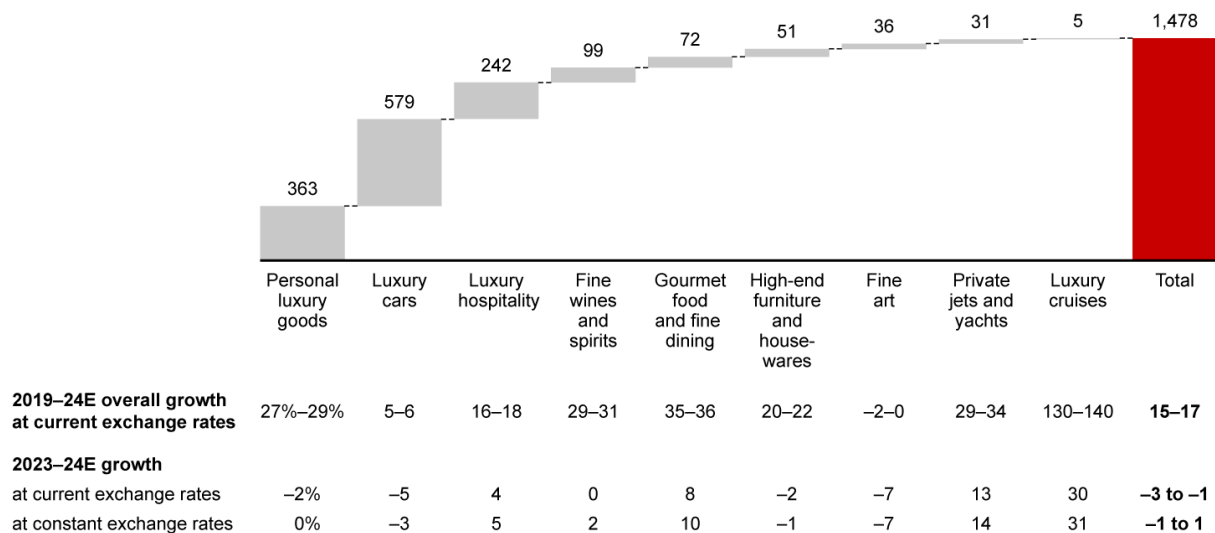 363
579
242
99
72
51
36
31
5
1,478
Personal
luxury
goods
Luxury
cars
Luxury
hospitality
Fine
wines
and
spirits
Gourmet
food
and fine
dining
High-end
furniture
and
house-
wares
Fine
art
Private
jets and
yachts
Luxury
cruises
Total
2019–24E overall growth
at current exchange rates
27%–29% 5–6 16–18 29–31 35–36 20–22 –2–0 29–34 130–140 15–17
2023–24E growth
at current exchange rates –2% –5 4 0 8 –2 –7 13 30 –3 to –1
at constant exchange rates 0% –3 5 2 10 –1 –7 14 31 –1 to 1